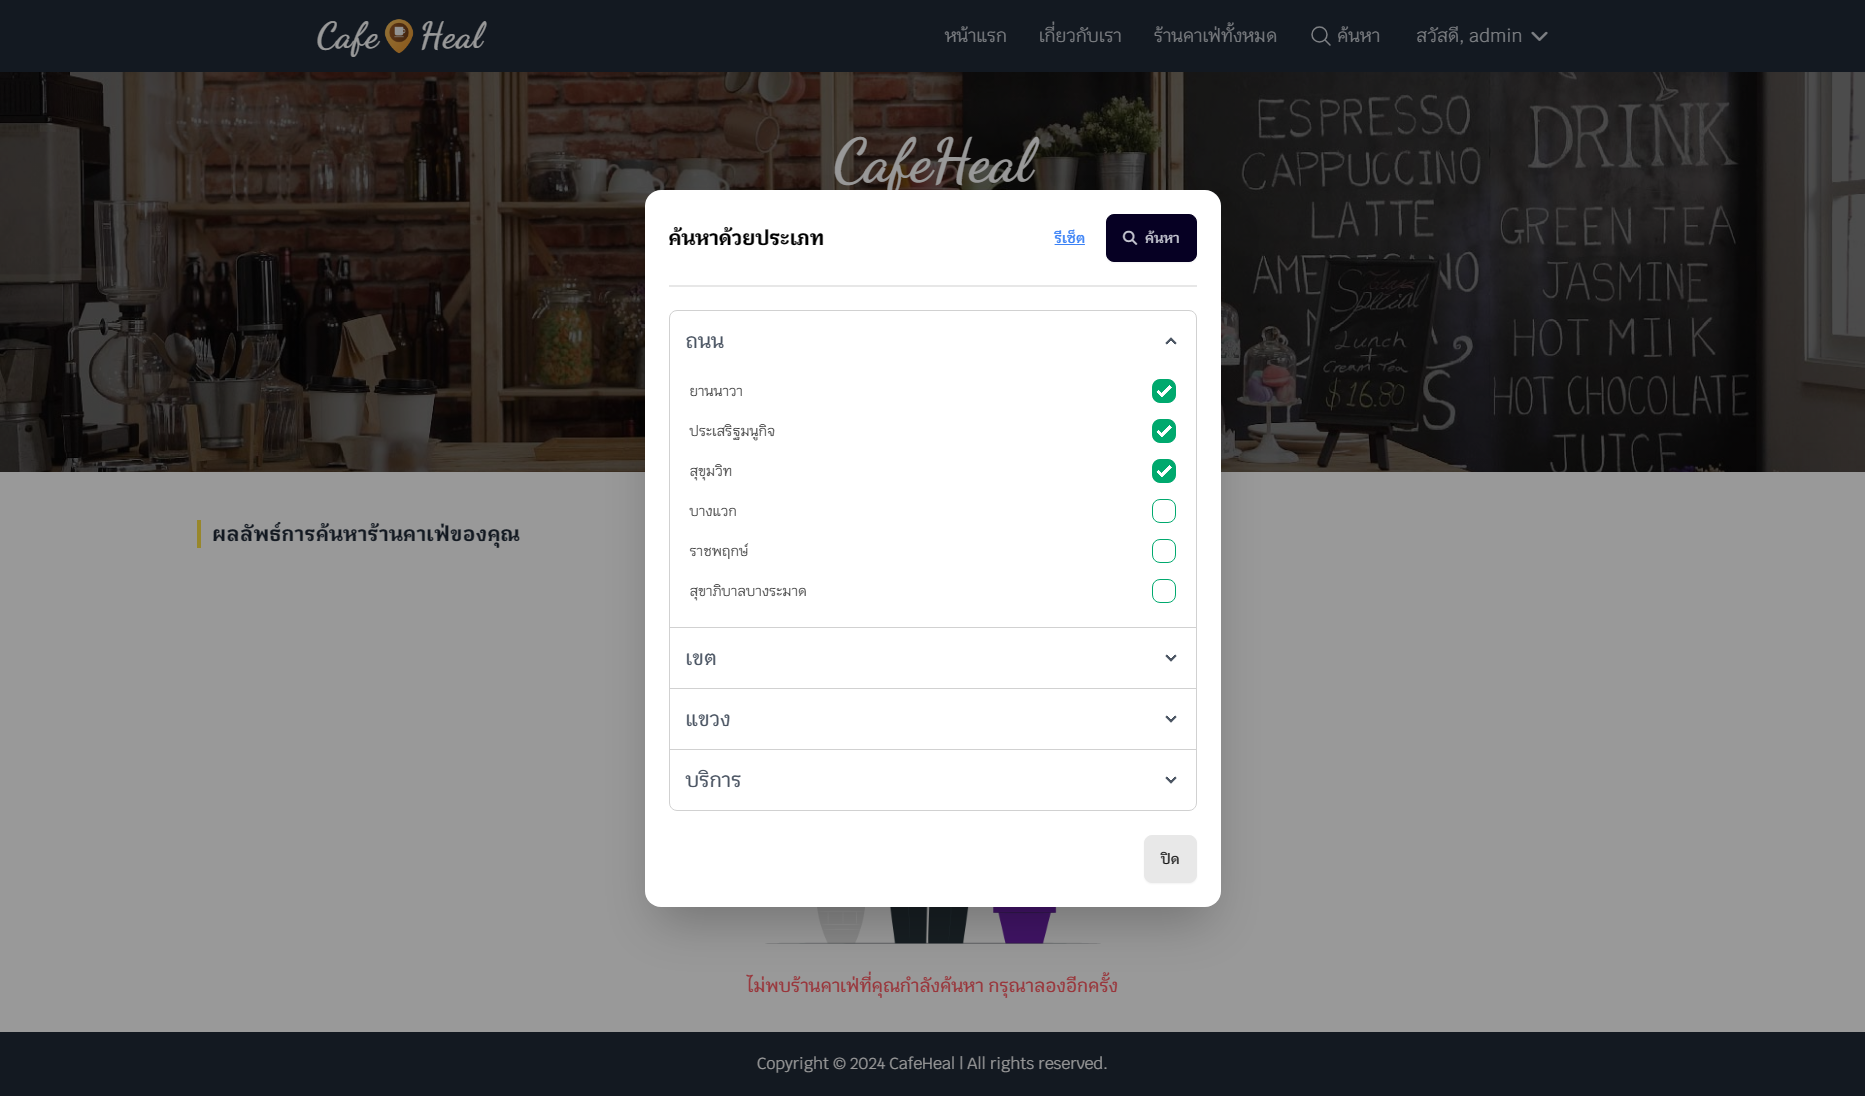 Cafe Heal
หน้าแรก เกี่ยวกับเรา ร้านคาเฟ่ทั้งหมด ค้นหา สวัสดี, admin
CafeHeal
ESPRESSO
CAPPUCCINO
LATTE
AMERICANO
DRINK
GREEN TEA
JASMINE
HOT MILK
HOT CHOCOLATE
JUICE
Special
Lunch
+
Cream Tea
$16.80
ค้นหาด้วยประเภท รีเซ็ต ค้นหา
ถนน
ยานนาวา
ประเสริฐมนูกิจ
สุขุมวิท
บางแวก
ราชพฤกษ์
สุขาภิบาลบางระมาด
เขต
แขวง
บริการ
ปิด
ผลลัพธ์การค้นหาร้านคาเฟ่ของคุณ
ไม่พบร้านคาเฟ่ที่คุณกำลังค้นหา กรุณาลองอีกครั้ง
Copyright © 2024 CafeHeal | All rights reserved.